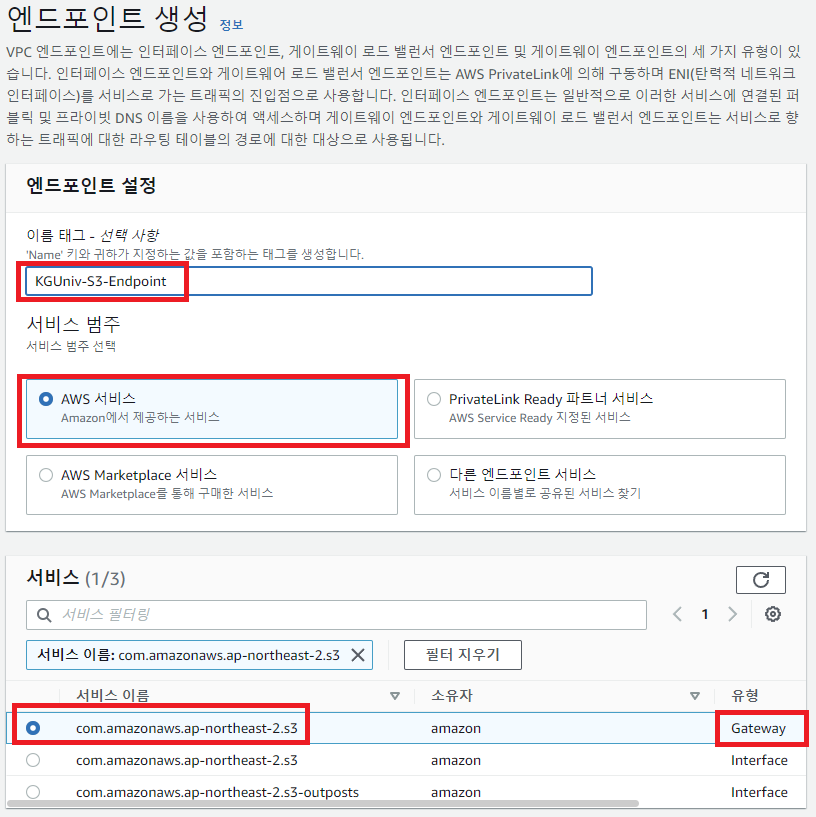 엔드포인트 생성 정보
VPC 엔드포인트에는 인터페이스 엔드포인트, 게이트웨이 로드 밸런서 엔드포인트 및 게이트웨이 엔드포인트의 세 가지 유형이 있
습니다. 인터페이스 엔드포인트와 게이트웨어 로드 밸런서 엔드포인트는 AWS PrivateLink에 의해 구동하며 ENI(탄력적 네트워크
인터페이스)를 서비스로 가는 트래픽의 진입점으로 사용합니다. 인터페이스 엔드포인트는 일반적으로 이러한 서비스에 연결된 퍼
블릭 및 프라이빗 DNS 이름을 사용하여 액세스하며 게이트웨이 엔드포인트와 게이트웨이 로드 밸런서 엔드포인트는 서비스로 향
하는 트래픽에 대한 라우팅 테이블의 경로에 대한 대상으로 사용됩니다.
엔드포인트 설정
이름 태그 - 선택 사항
'Name' 키와 귀하가 지정하는 값을 포함하는 태그를 생성합니다.
KGUniv-S3-Endpoint
서비스 범주
서비스 범주 선택
AWS 서비스
Amazon에서 제공하는 서비스
PrivateLink Ready 파트너 서비스
AWS Service Ready 지정된 서비스
AWS Marketplace 서비스
AWS Marketplace를 통해 구매한 서비스
다른 엔드포인트 서비스
서비스 이름별로 공유된 서비스 찾기
서비스 (1/3)
서비스 필터링
1
서비스 이름: com.amazonaws.ap-northeast-2.s3
필터 지우기
서비스 이름 소유자 유형
com.amazonaws.ap-northeast-2.s3 amazon Gateway
com.amazonaws.ap-northeast-2.s3 amazon Interface
com.amazonaws.ap-northeast-2.s3-outposts amazon Interface